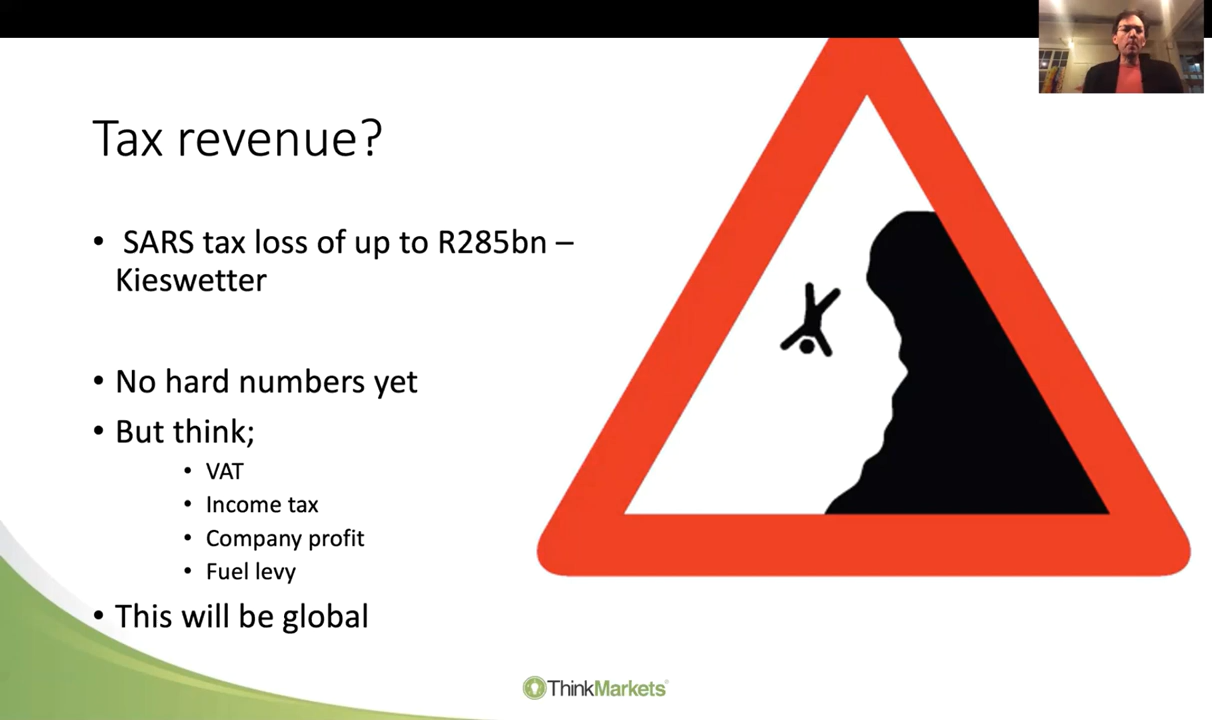 Tax revenue?
• SARS tax loss of up to R285bn –
Kieswetter
• No hard numbers yet
• But think;
• VAT
• Income tax
• Company profit
• Fuel levy
• This will be global
ThinkMarkets